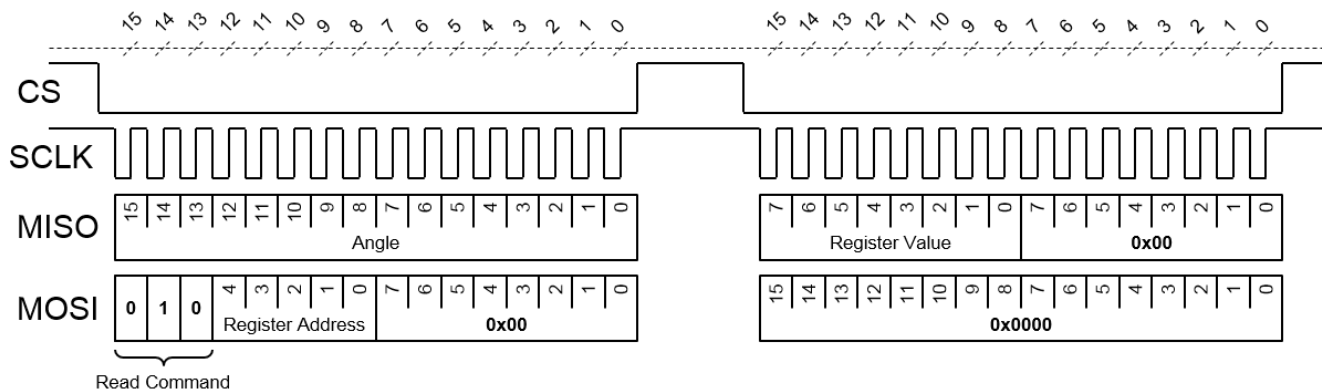 15 14 13 12 11 10 9 8 7 6 5 4 3 2 1 0 15 14 13 12 11 10 9 8 7 6 5 4 3 2 1 0
CS
SCLK
MISO 15 14 13 12 11 10 9 8 7 6 5 4 3 2 1 0 7 6 5 4 3 2 1 0 7 6 5 4 3 2 1 0
Angle Register Value 0x00
MOSI 0 1 0 4 3 2 1 0 7 6 5 4 3 2 1 0 15 14 13 12 11 10 9 8 7 6 5 4 3 2 1 0
Register Address 0x00 0x0000
Read Command